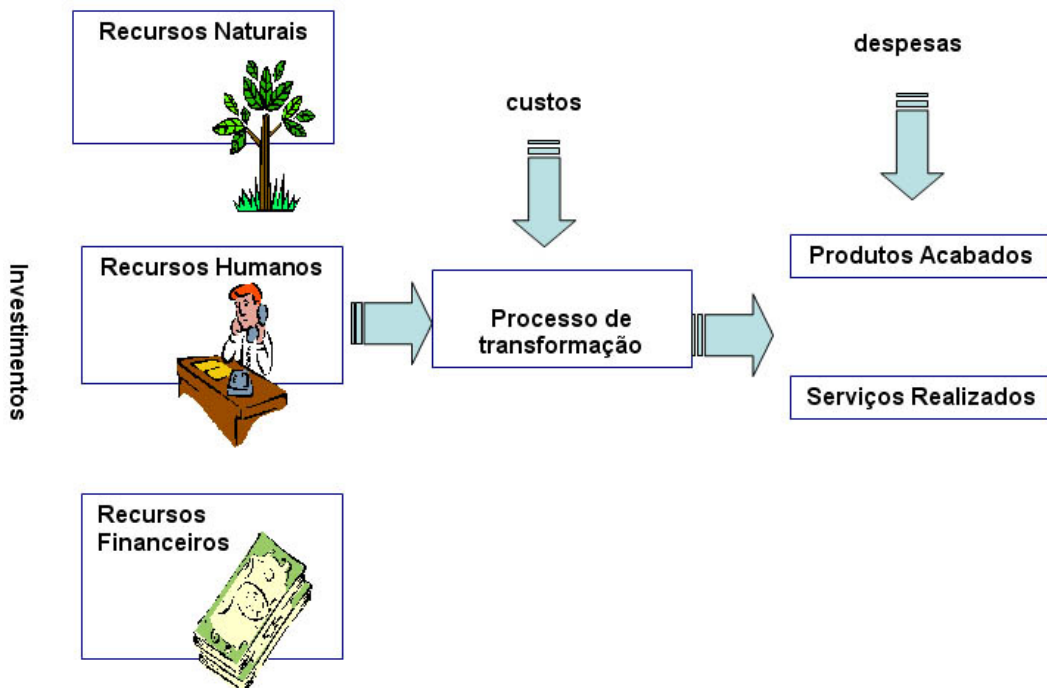 Recursos Naturais
despesas
custos
Investimentos
Recursos Humanos
Processo de
transformação
Produtos Acabados
Serviços Realizados
Recursos
Financeiros